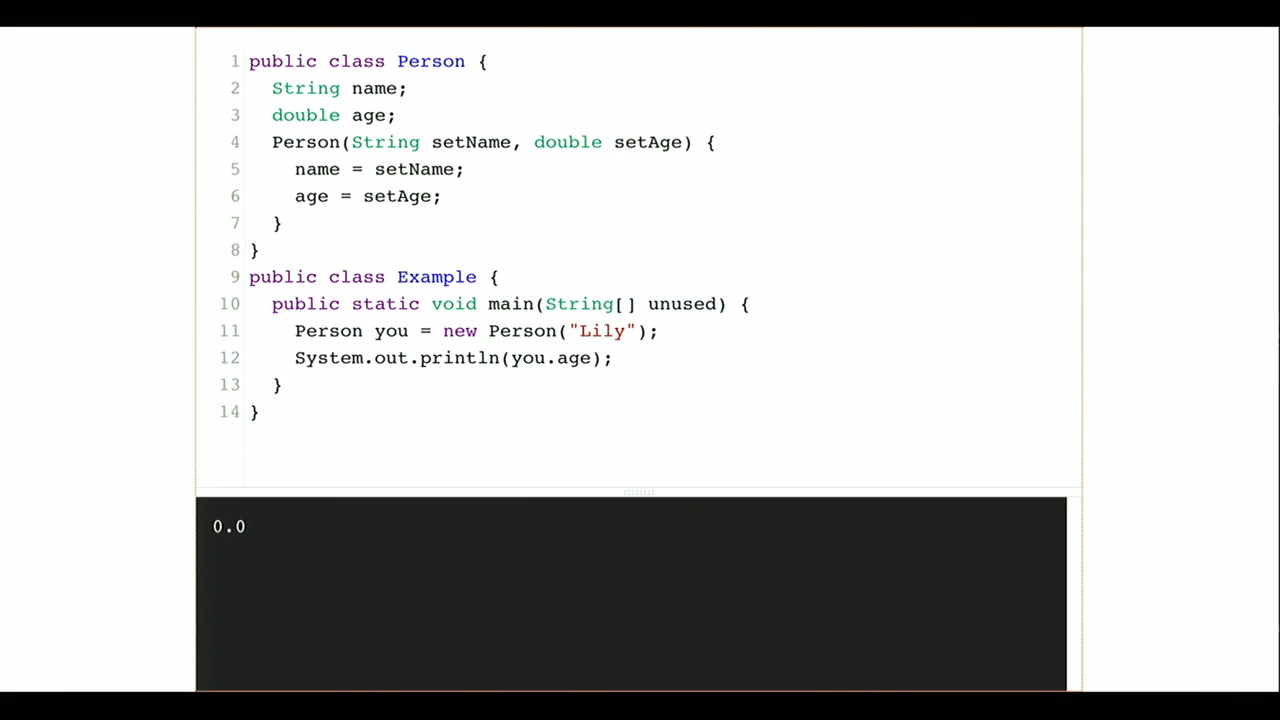 1 public class Person {
2   String name;
3   double age;
4   Person(String setName, double setAge) {
5     name = setName;
6     age = setAge;
7   }
8 }
9 public class Example {
10   public static void main(String[] unused) {
11     Person you = new Person("Lily");
12     System.out.println(you.age);
13   }
14 }
0.0